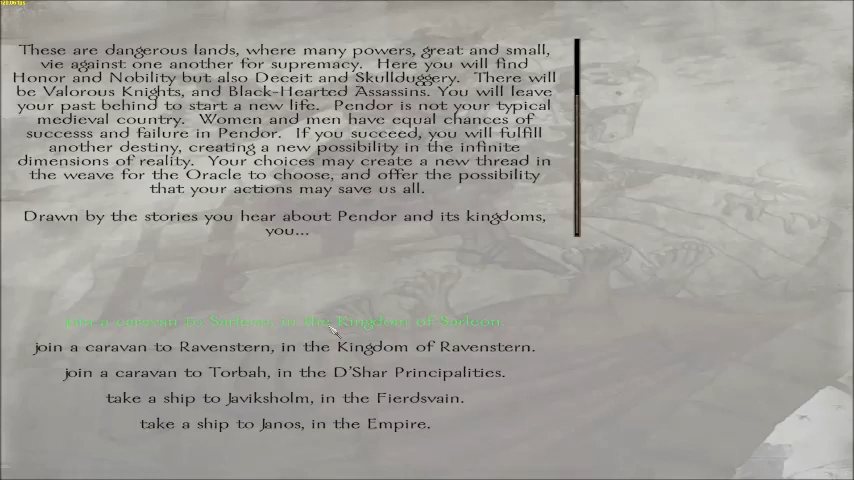 These are dangerous lands, where many powers, great and small,
vie against one another for supremacy. Here you will find
Honor and Nobility but also Deceit and Skullduggery. There will
be Valorous Knights, and Black-Hearted Assassins. You will leave
your past behind to start a new life. Pendor is not your typical
medieval country. Women and men have equal chances of
successs and failure in Pendor. If you succeed, you will fulfill
another destiny, creating a new possibility in the infinite
dimensions of reality. Your choices may create a new thread in
the weave for the Oracle to choose, and offer the possibility
that your actions may save us all.
Drawn by the stories you hear about Pendor and its kingdoms,
you...
join a caravan to Sarleon, in the Kingdom of Sarleon.
join a caravan to Ravenstern, in the Kingdom of Ravenstern.
join a caravan to Torbah, in the D'Shar Principalities.
take a ship to Javiksholm, in the Fierdsvain.
take a ship to Janos, in the Empire.